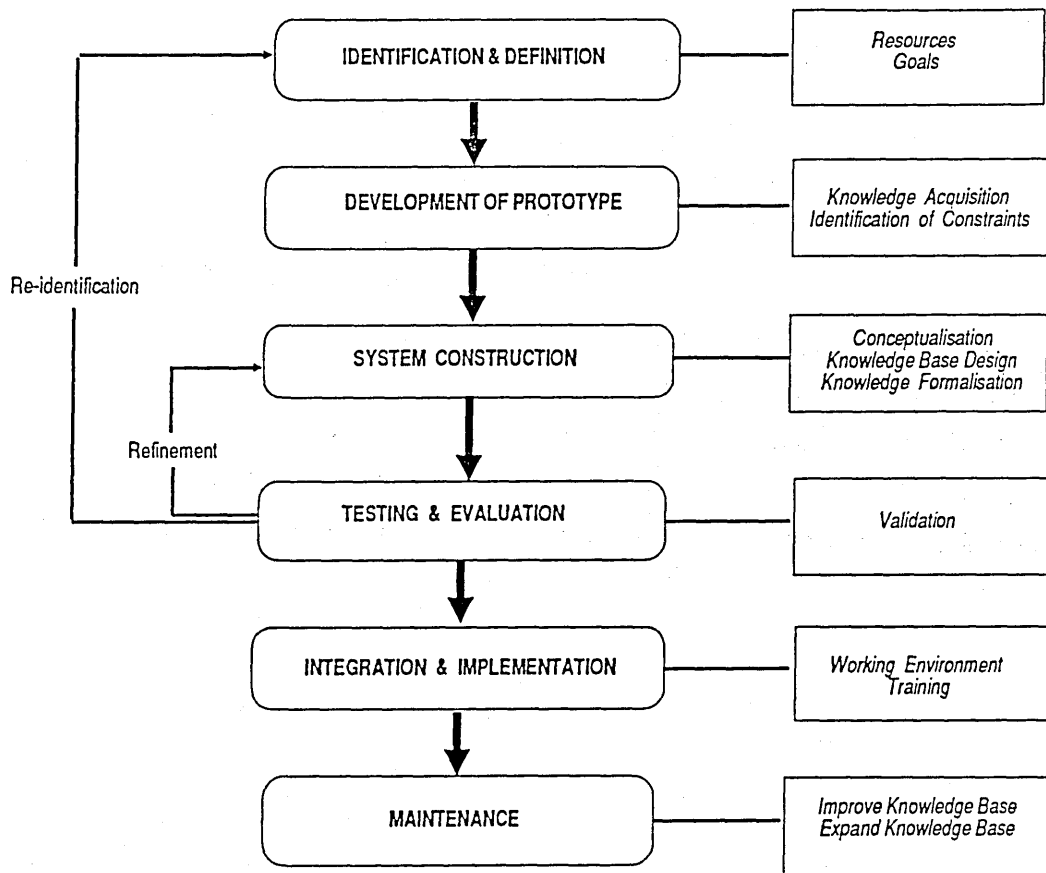 IDENTIFICATION & DEFINITION
Resources
Goals
DEVELOPMENT OF PROTOTYPE
Knowledge Acquisition
Identification of Constraints
Re-identification
SYSTEM CONSTRUCTION
Conceptualisation
Knowledge Base Design
Knowledge Formalisation
Refinement
TESTING & EVALUATION
Validation
INTEGRATION & IMPLEMENTATION
Working Environment
Training
MAINTENANCE
Improve Knowledge Base
Expand Knowledge Base